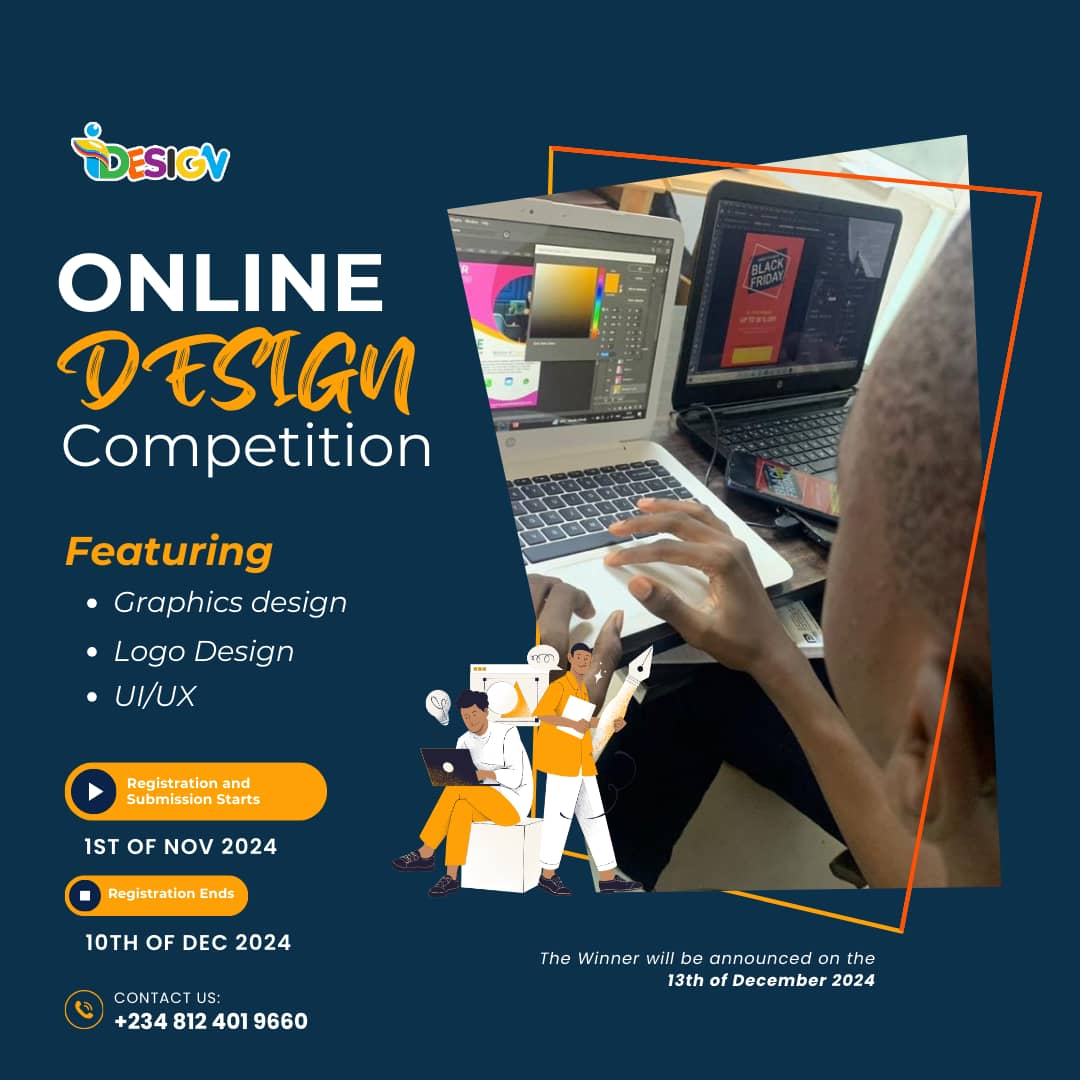 iDESIGN
ONLINE
DESIGN
Competition
Featuring
• Graphics design
• Logo Design
• UI/UX
Registration and
Submission Starts
1ST OF NOV 2024
Registration Ends
10TH OF DEC 2024
CONTACT US:
+234 812 401 9660
BLACK
FRIDAY
The Winner will be announced on the
13th of December 2024